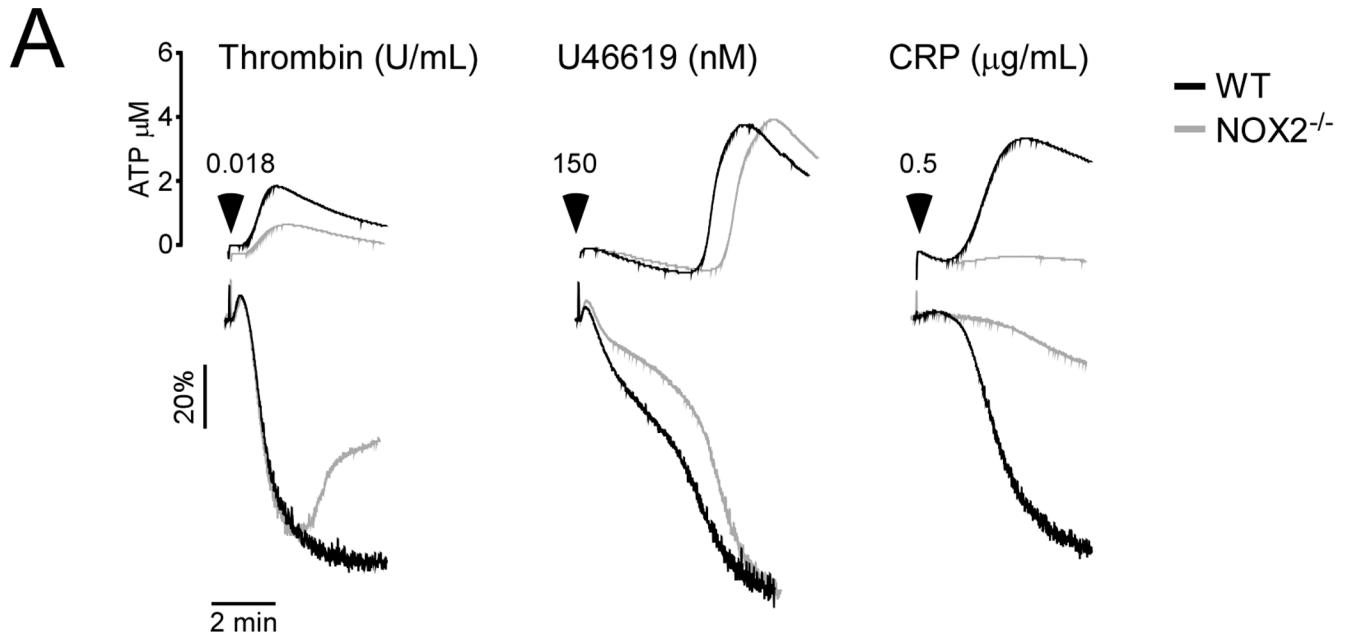 A
Thrombin (U/mL)
U46619 (nM)
CRP (μg/mL)
WT
NOX2-/-
ATP μM
6
4
2
0
0.018
150
0.5
20%
2 min